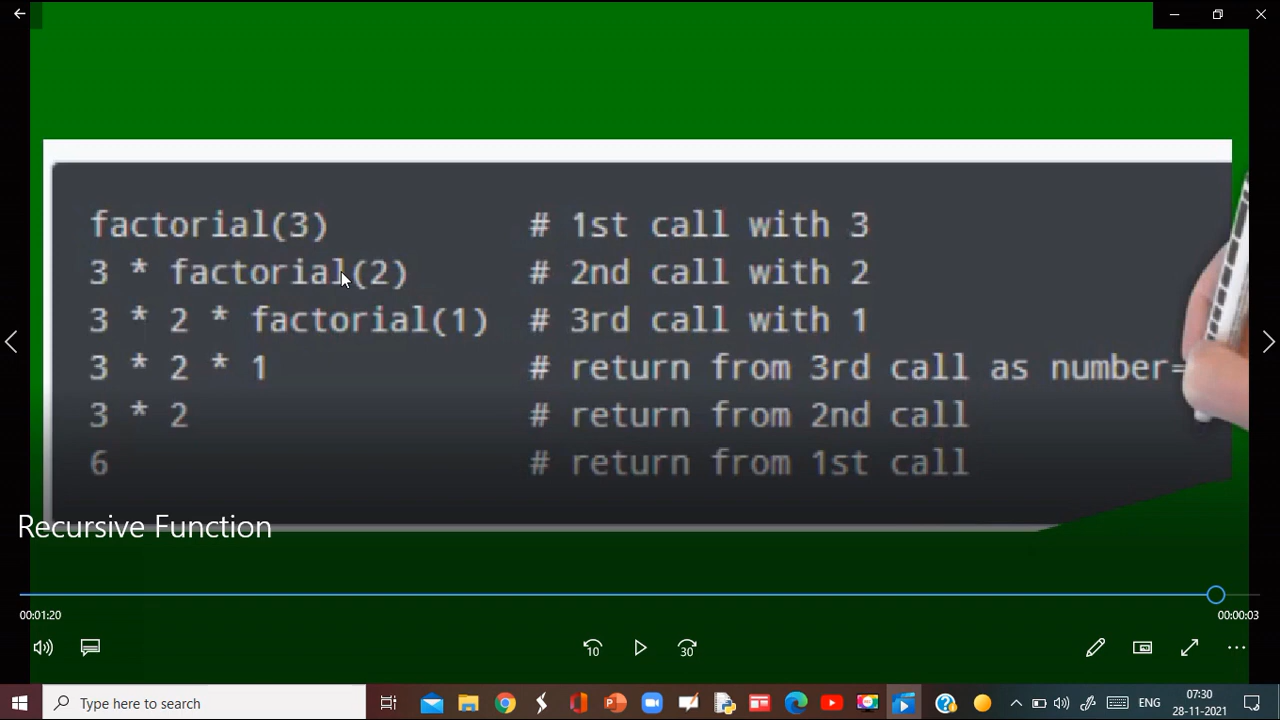 factorial(3) # 1st call with 3
3 * factorial(2) # 2nd call with 2
3 * 2 * factorial(1) # 3rd call with 1
3 * 2 * 1 # return from 3rd call as number=
3 * 2 # return from 2nd call
6 # return from 1st call
Recursive Function
00:01:20 00:00:03
10 30
Type here to search
ENG
07:30
28-11-2021